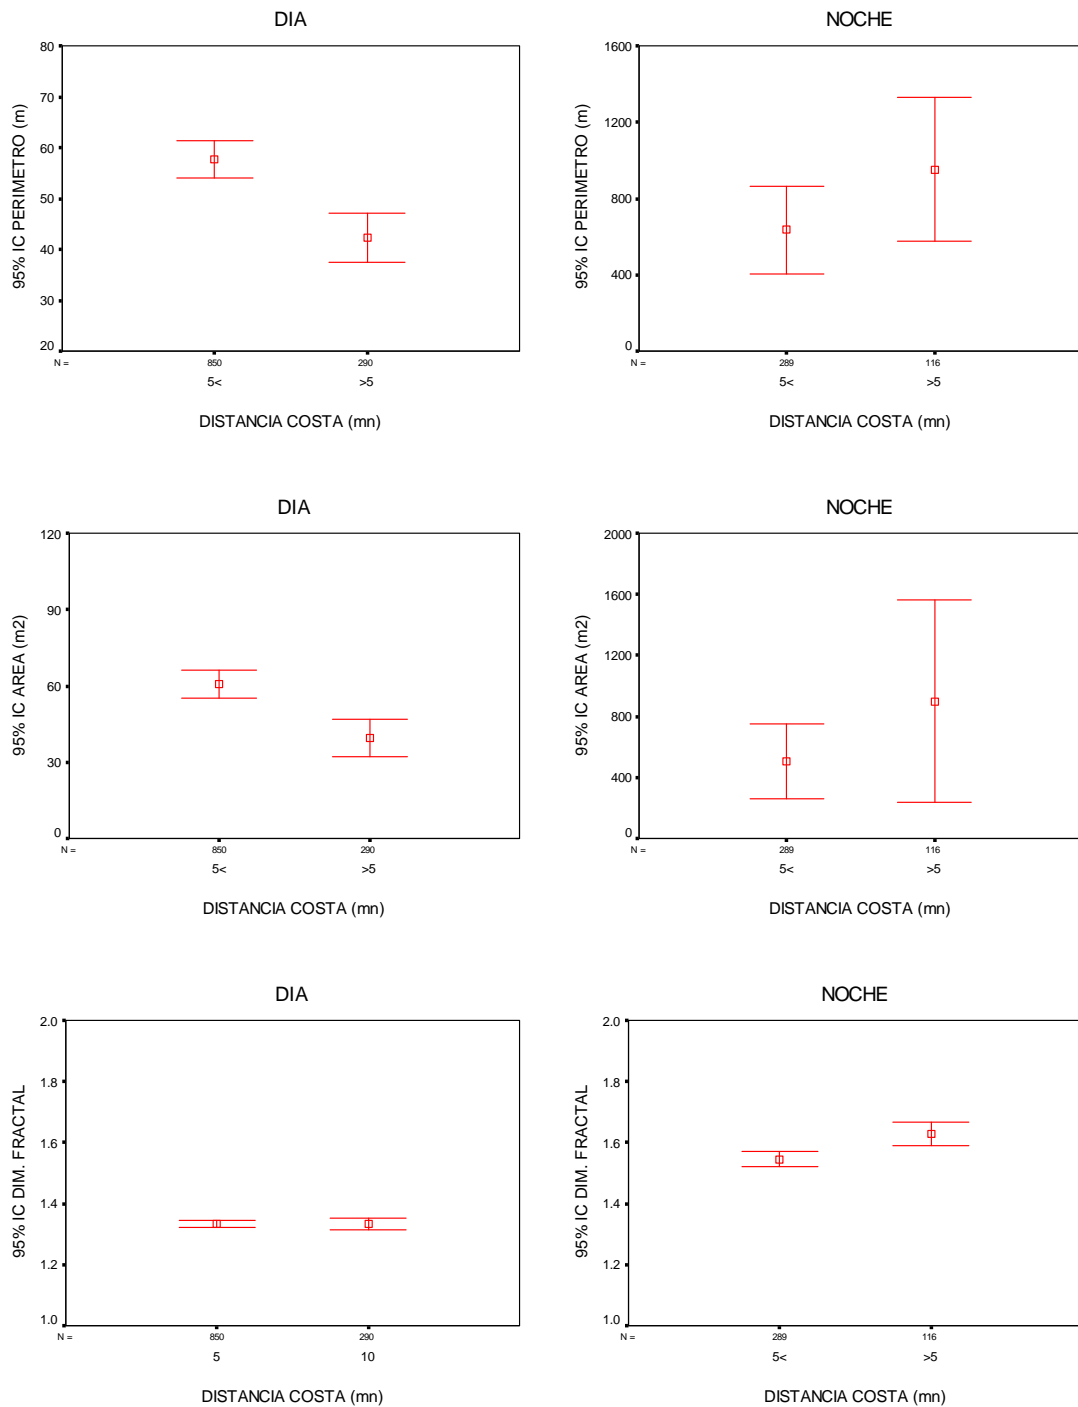 DIA
95% IC PERIMETRO (m)
80
70
60
50
40
30
20
N = 850 290
5< >5
DISTANCIA COSTA (mn)
NOCHE
95% IC PERIMETRO (m)
1600
1200
800
400
0
N = 289 116
5< >5
DISTANCIA COSTA (mn)
DIA
95% IC AREA (m2)
120
90
60
30
0
N = 850 290
5< >5
DISTANCIA COSTA (mn)
NOCHE
95% IC AREA (m2)
2000
1600
1200
800
400
0
N = 289 116
5< >5
DISTANCIA COSTA (mn)
DIA
95% IC DIM. FRACTAL
2.0
1.8
1.6
1.4
1.2
1.0
N = 850 290
5 10
DISTANCIA COSTA (mn)
NOCHE
95% IC DIM. FRACTAL
2.0
1.8
1.6
1.4
1.2
1.0
N = 289 116
5< >5
DISTANCIA COSTA (mn)